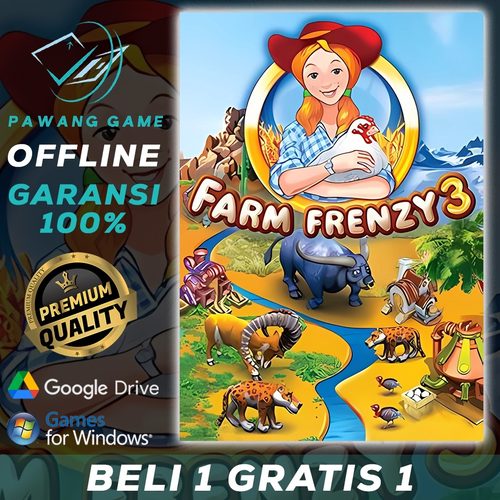 PAWANG GAME
OFFLINE
GARANSI
100%
PREMIUM
QUALITY
Google Drive
Games
for Windows®
FARM FRENZY 3
BELI 1 GRATIS 1